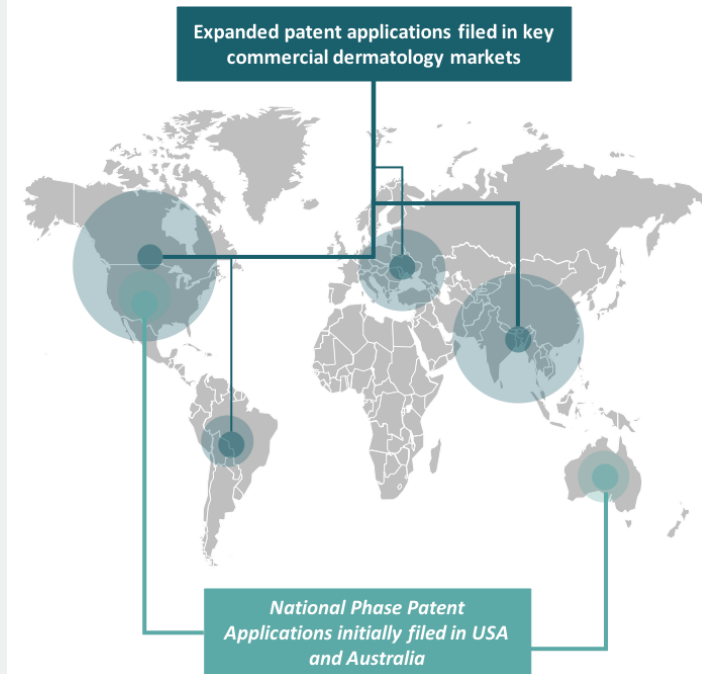 Expanded patent applications filed in key
commercial dermatology markets
National Phase Patent
Applications initially filed in USA
and Australia